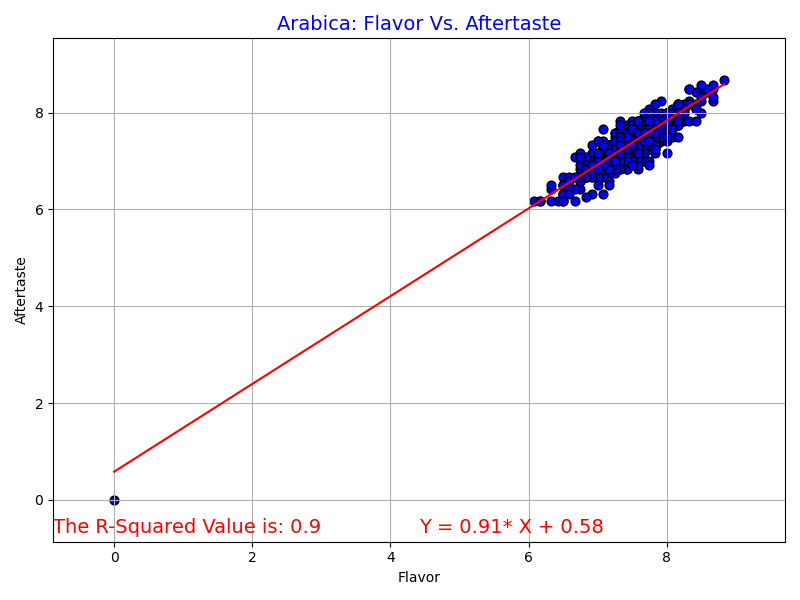 Arabica: Flavor Vs. Aftertaste
Aftertaste
8
6
4
2
0
The R-Squared Value is: 0.9
Y = 0.91* X + 0.58
0 2 4 6 8
Flavor